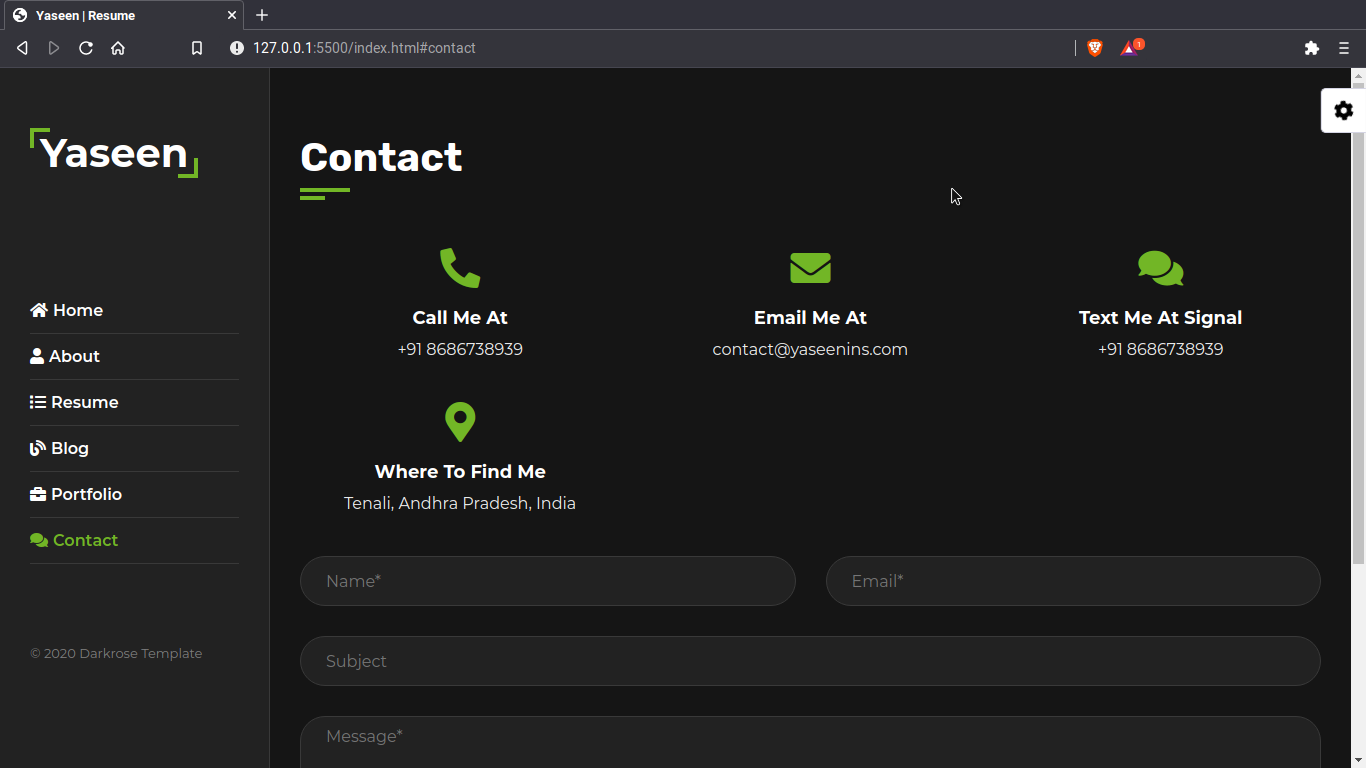 Yaseen | Resume
127.0.0.1:5500/index.html#contact
1
Yaseen
Home
About
Resume
Blog
Portfolio
Contact
© 2020 Darkrose Template
Contact
Call Me At
+91 8686738939
Email Me At
contact@yaseenins.com
Text Me At Signal
+91 8686738939
Where To Find Me
Tenali, Andhra Pradesh, India
Name*
Email*
Subject
Message*